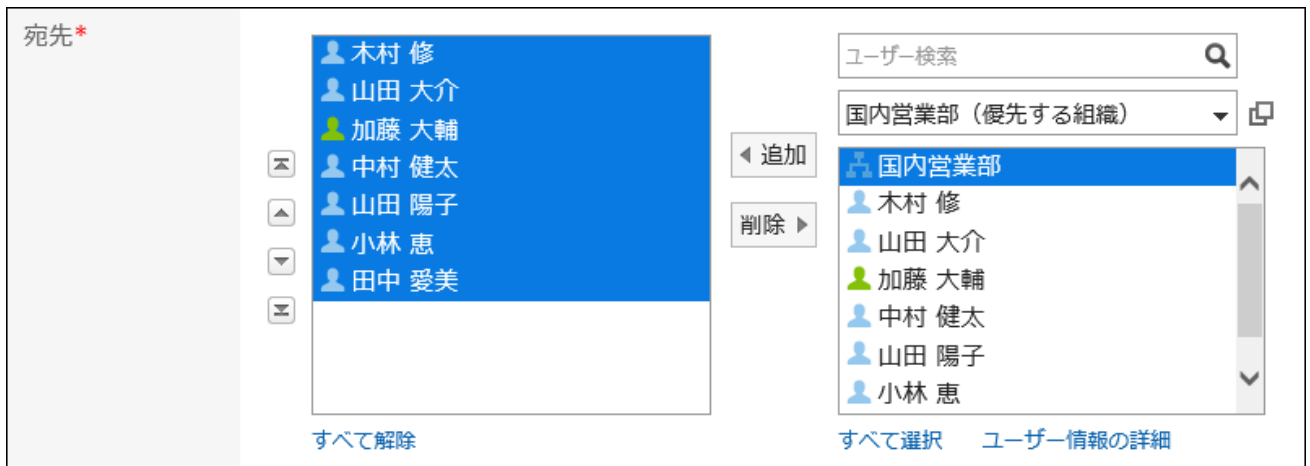 宛先*
木村 修
山田 大介
加藤 大輔
中村 健太
山田 陽子
小林 恵
田中 愛美
すべて解除
追加
削除
ユーザー検索
国内営業部（優先する組織）
国内営業部
木村 修
山田 大介
加藤 大輔
中村 健太
山田 陽子
小林 恵
すべて選択 ユーザー情報の詳細